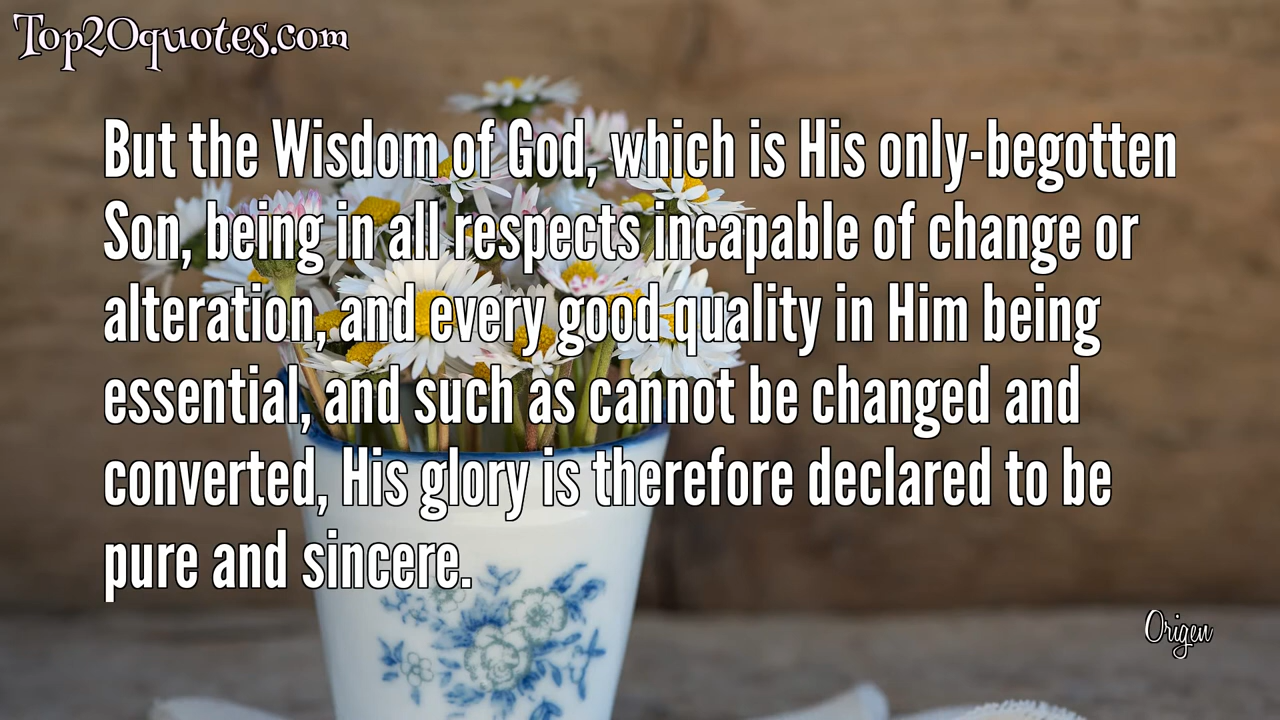 Top20quotes.com
But the Wisdom of God, which is His only-begotten
Son, being in all respects incapable of change or
alteration, and every good quality in Him being
essential, and such as cannot be changed and
converted, His glory is therefore declared to be
pure and sincere.
Origen